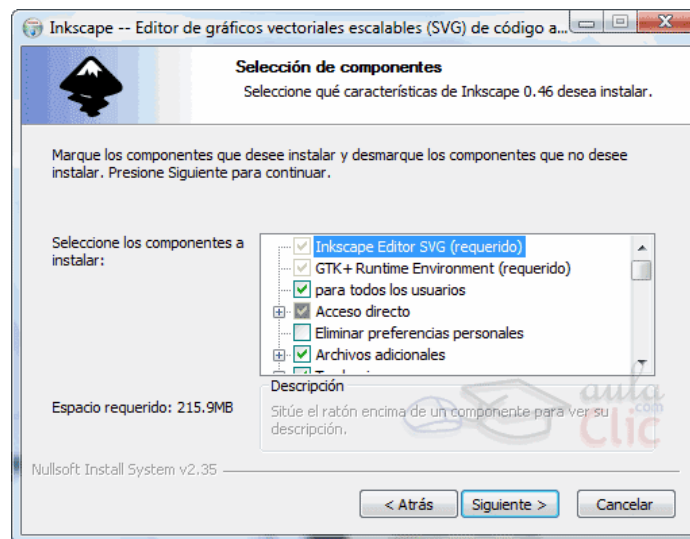 Inkscape -- Editor de gráficos vectoriales escalables (SVG) de código a...
Selección de componentes
Seleccione qué características de Inkscape 0.46 desea instalar.
Marque los componentes que desee instalar y desmarque los componentes que no desee
instalar. Presione Siguiente para continuar.
Seleccione los componentes a
instalar:
Inkscape Editor SVG (requerido)
GTK+ Runtime Environment (requerido)
para todos los usuarios
Acceso directo
Eliminar preferencias personales
Archivos adicionales
Espacio requerido: 215.9MB
Descripción
Sitúe el ratón encima de un componente para ver su
descripción.
aula
.com
Clic
Nullsoft Install System v2.35
< Atrás
Siguiente >
Cancelar